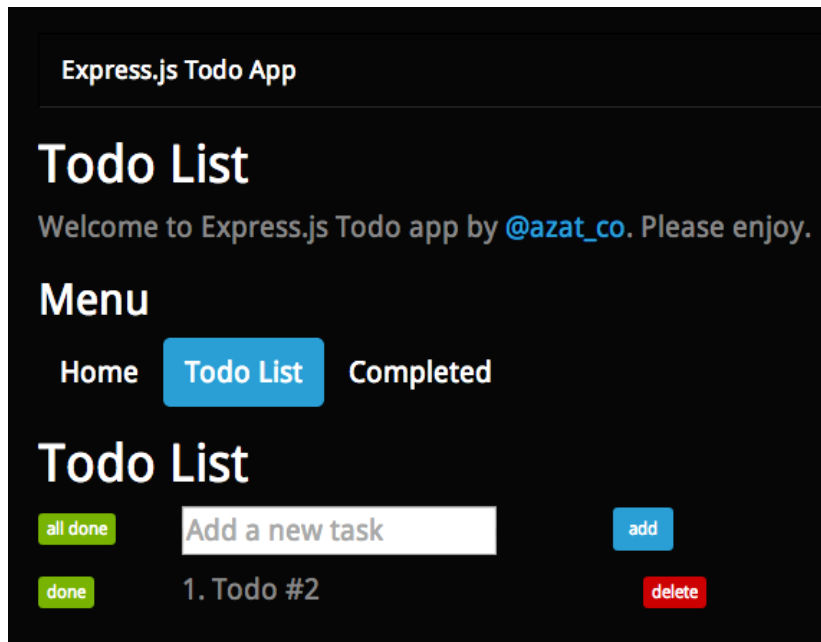 Express.js Todo App
Todo List
Welcome to Express.js Todo app by @azat_co. Please enjoy.
Menu
Home Todo List Completed
Todo List
all done Add a new task add
done 1. Todo #2 delete